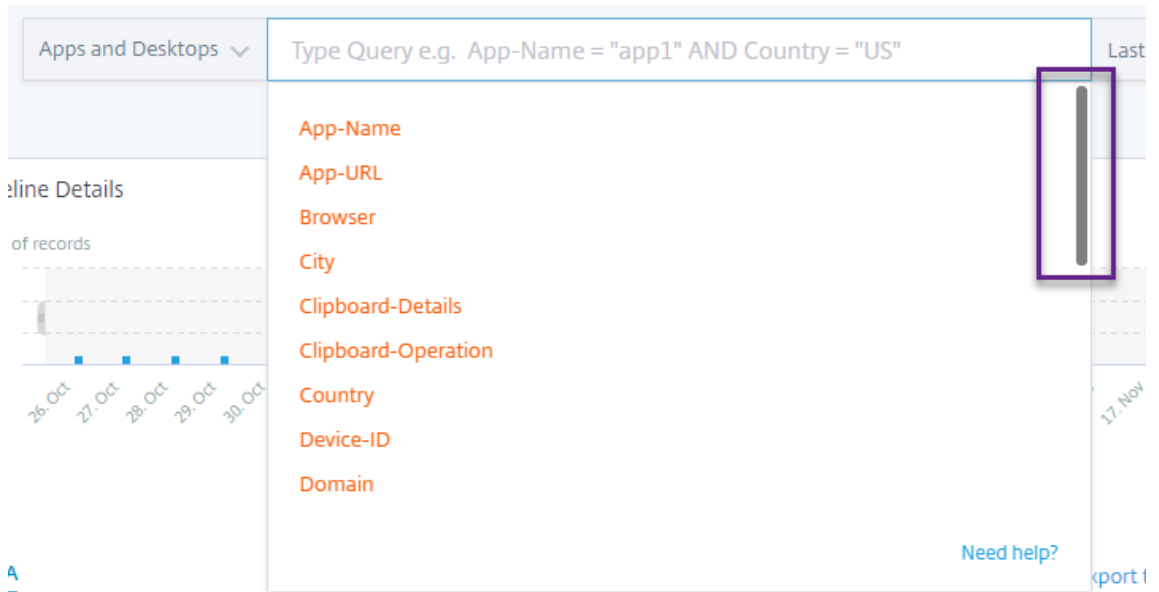 Apps and Desktops
Type Query e.g. App-Name = "app1" AND Country = "US"
Last
App-Name
App-URL
eline Details
Browser
of records
City
Clipboard-Details
Clipboard-Operation
26. Oct
27. Oct
28. Oct
29. Oct
30. Oct
Country
17. Nov
Device-ID
Domain
Need help?
A
xport t